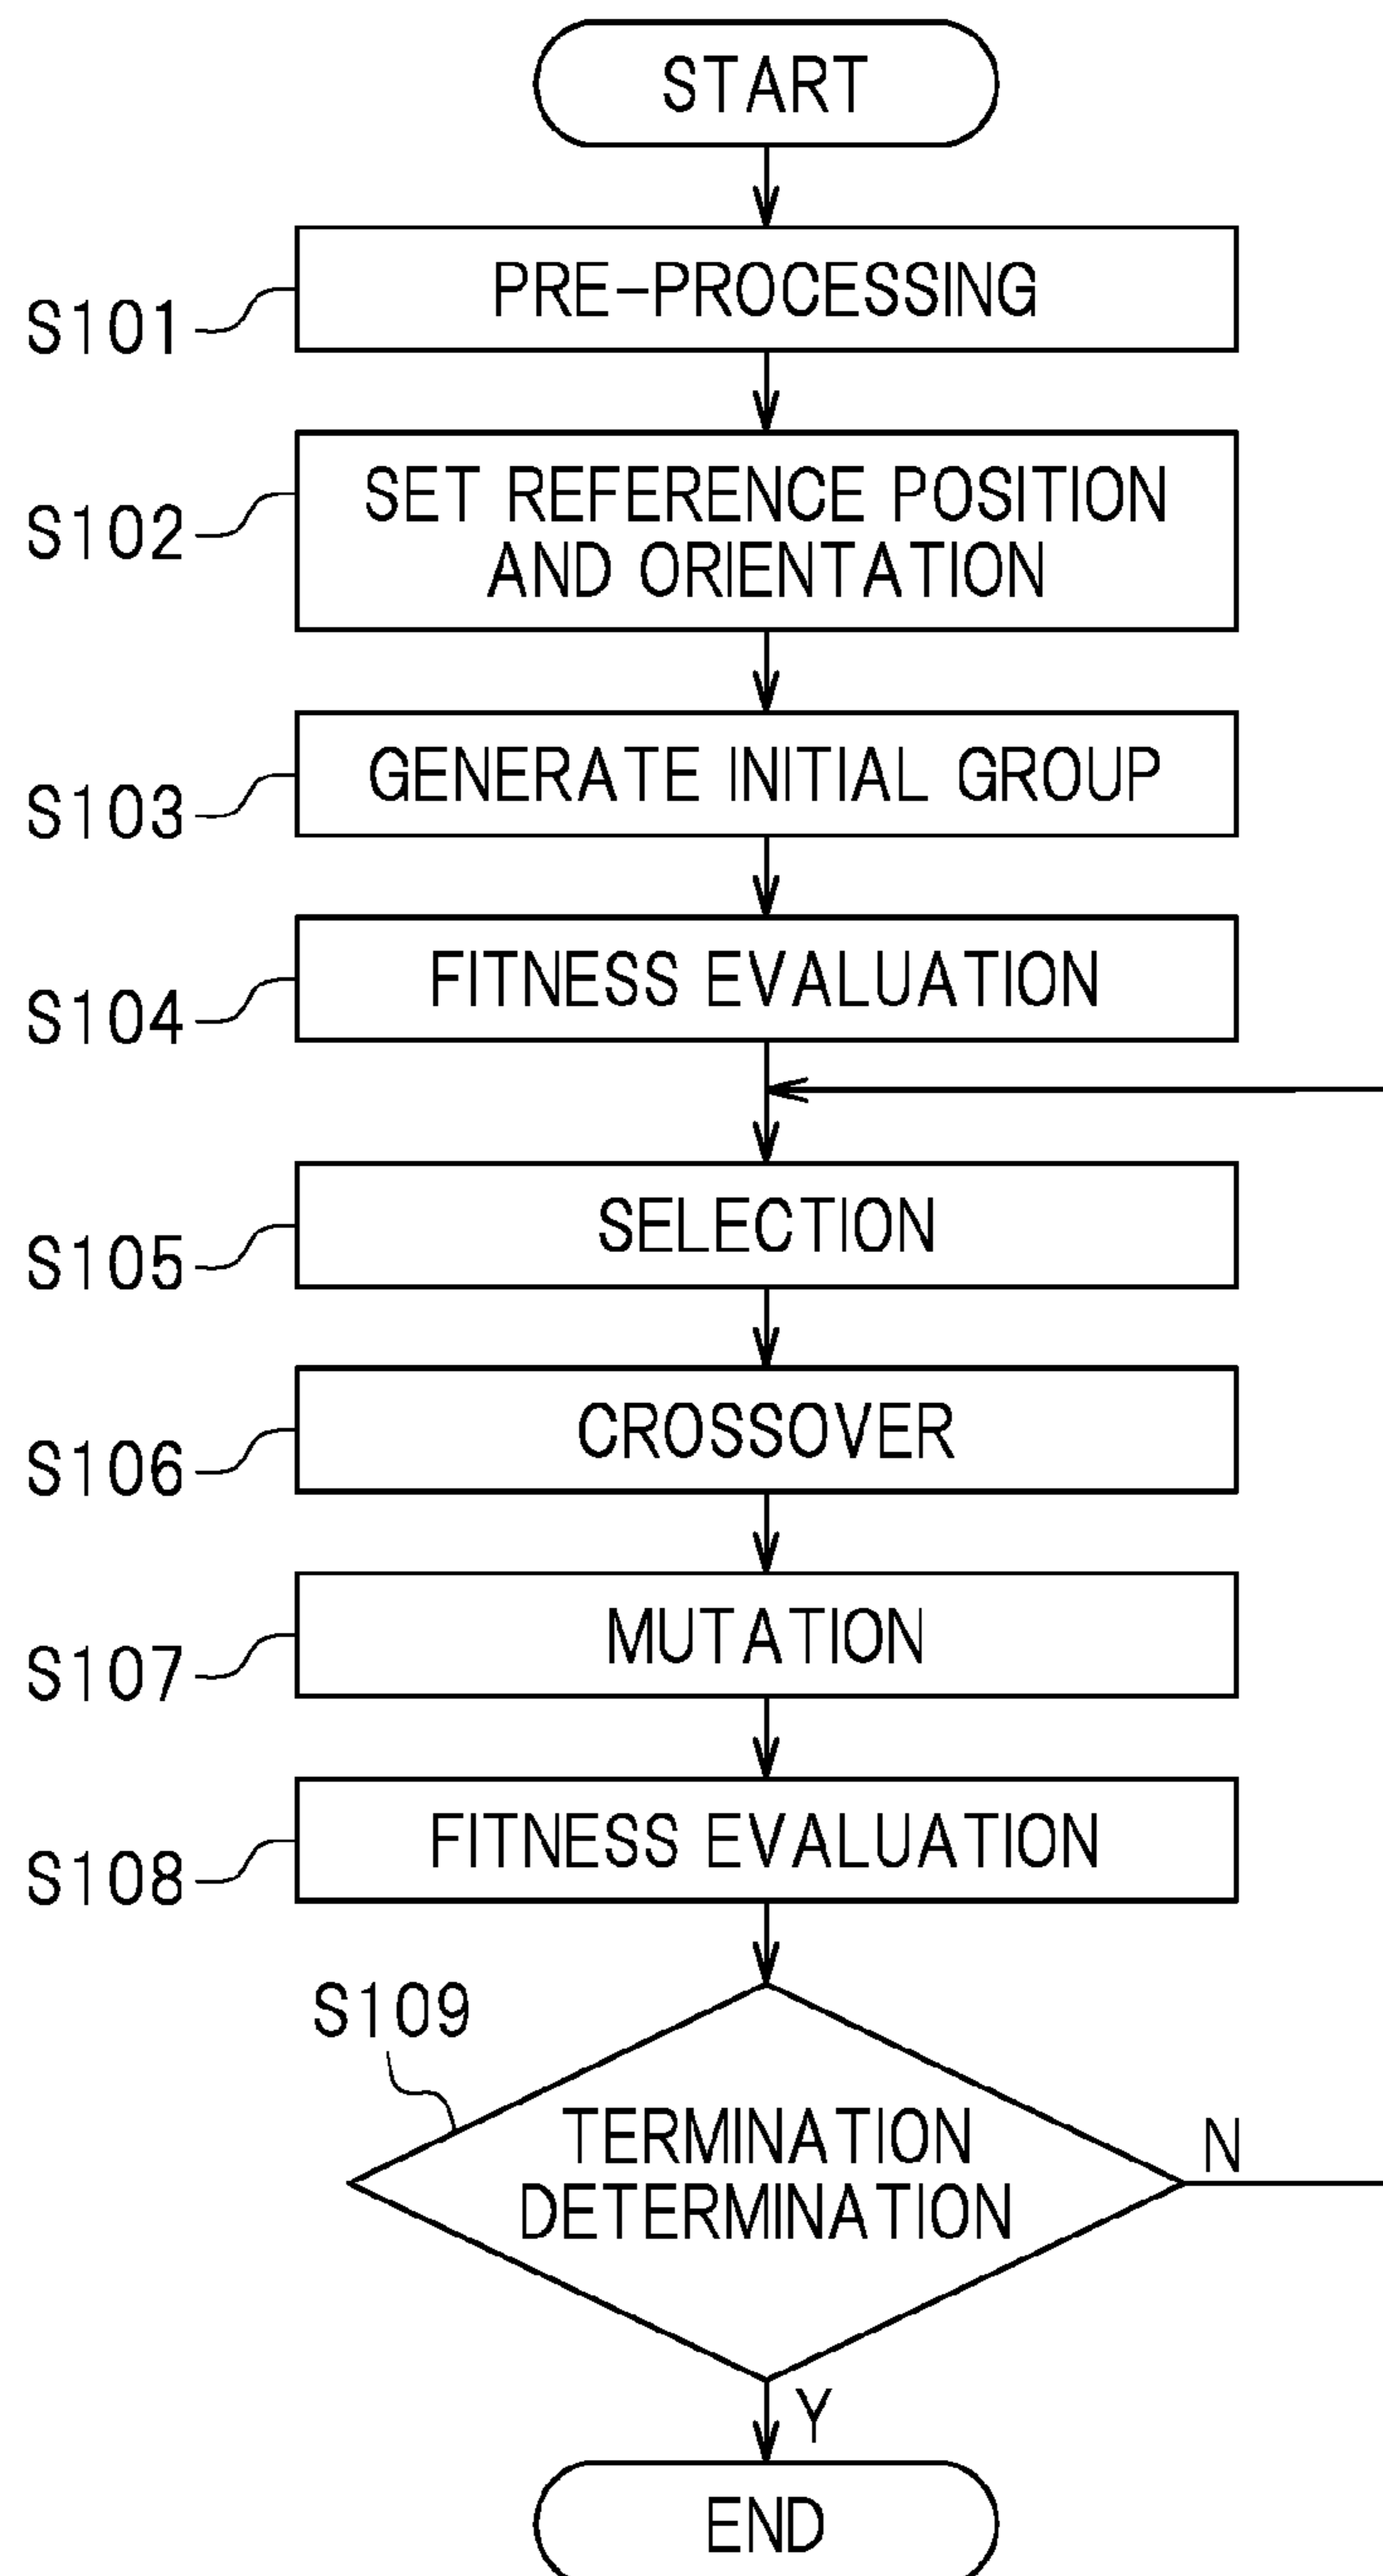 START
S101
PRE-PROCESSING
S102
SET REFERENCE POSITION
AND ORIENTATION
S103
GENERATE INITIAL GROUP
S104
FITNESS EVALUATION
S105
SELECTION
S106
CROSSOVER
S107
MUTATION
S108
FITNESS EVALUATION
S109
TERMINATION
DETERMINATION
N
Y
END